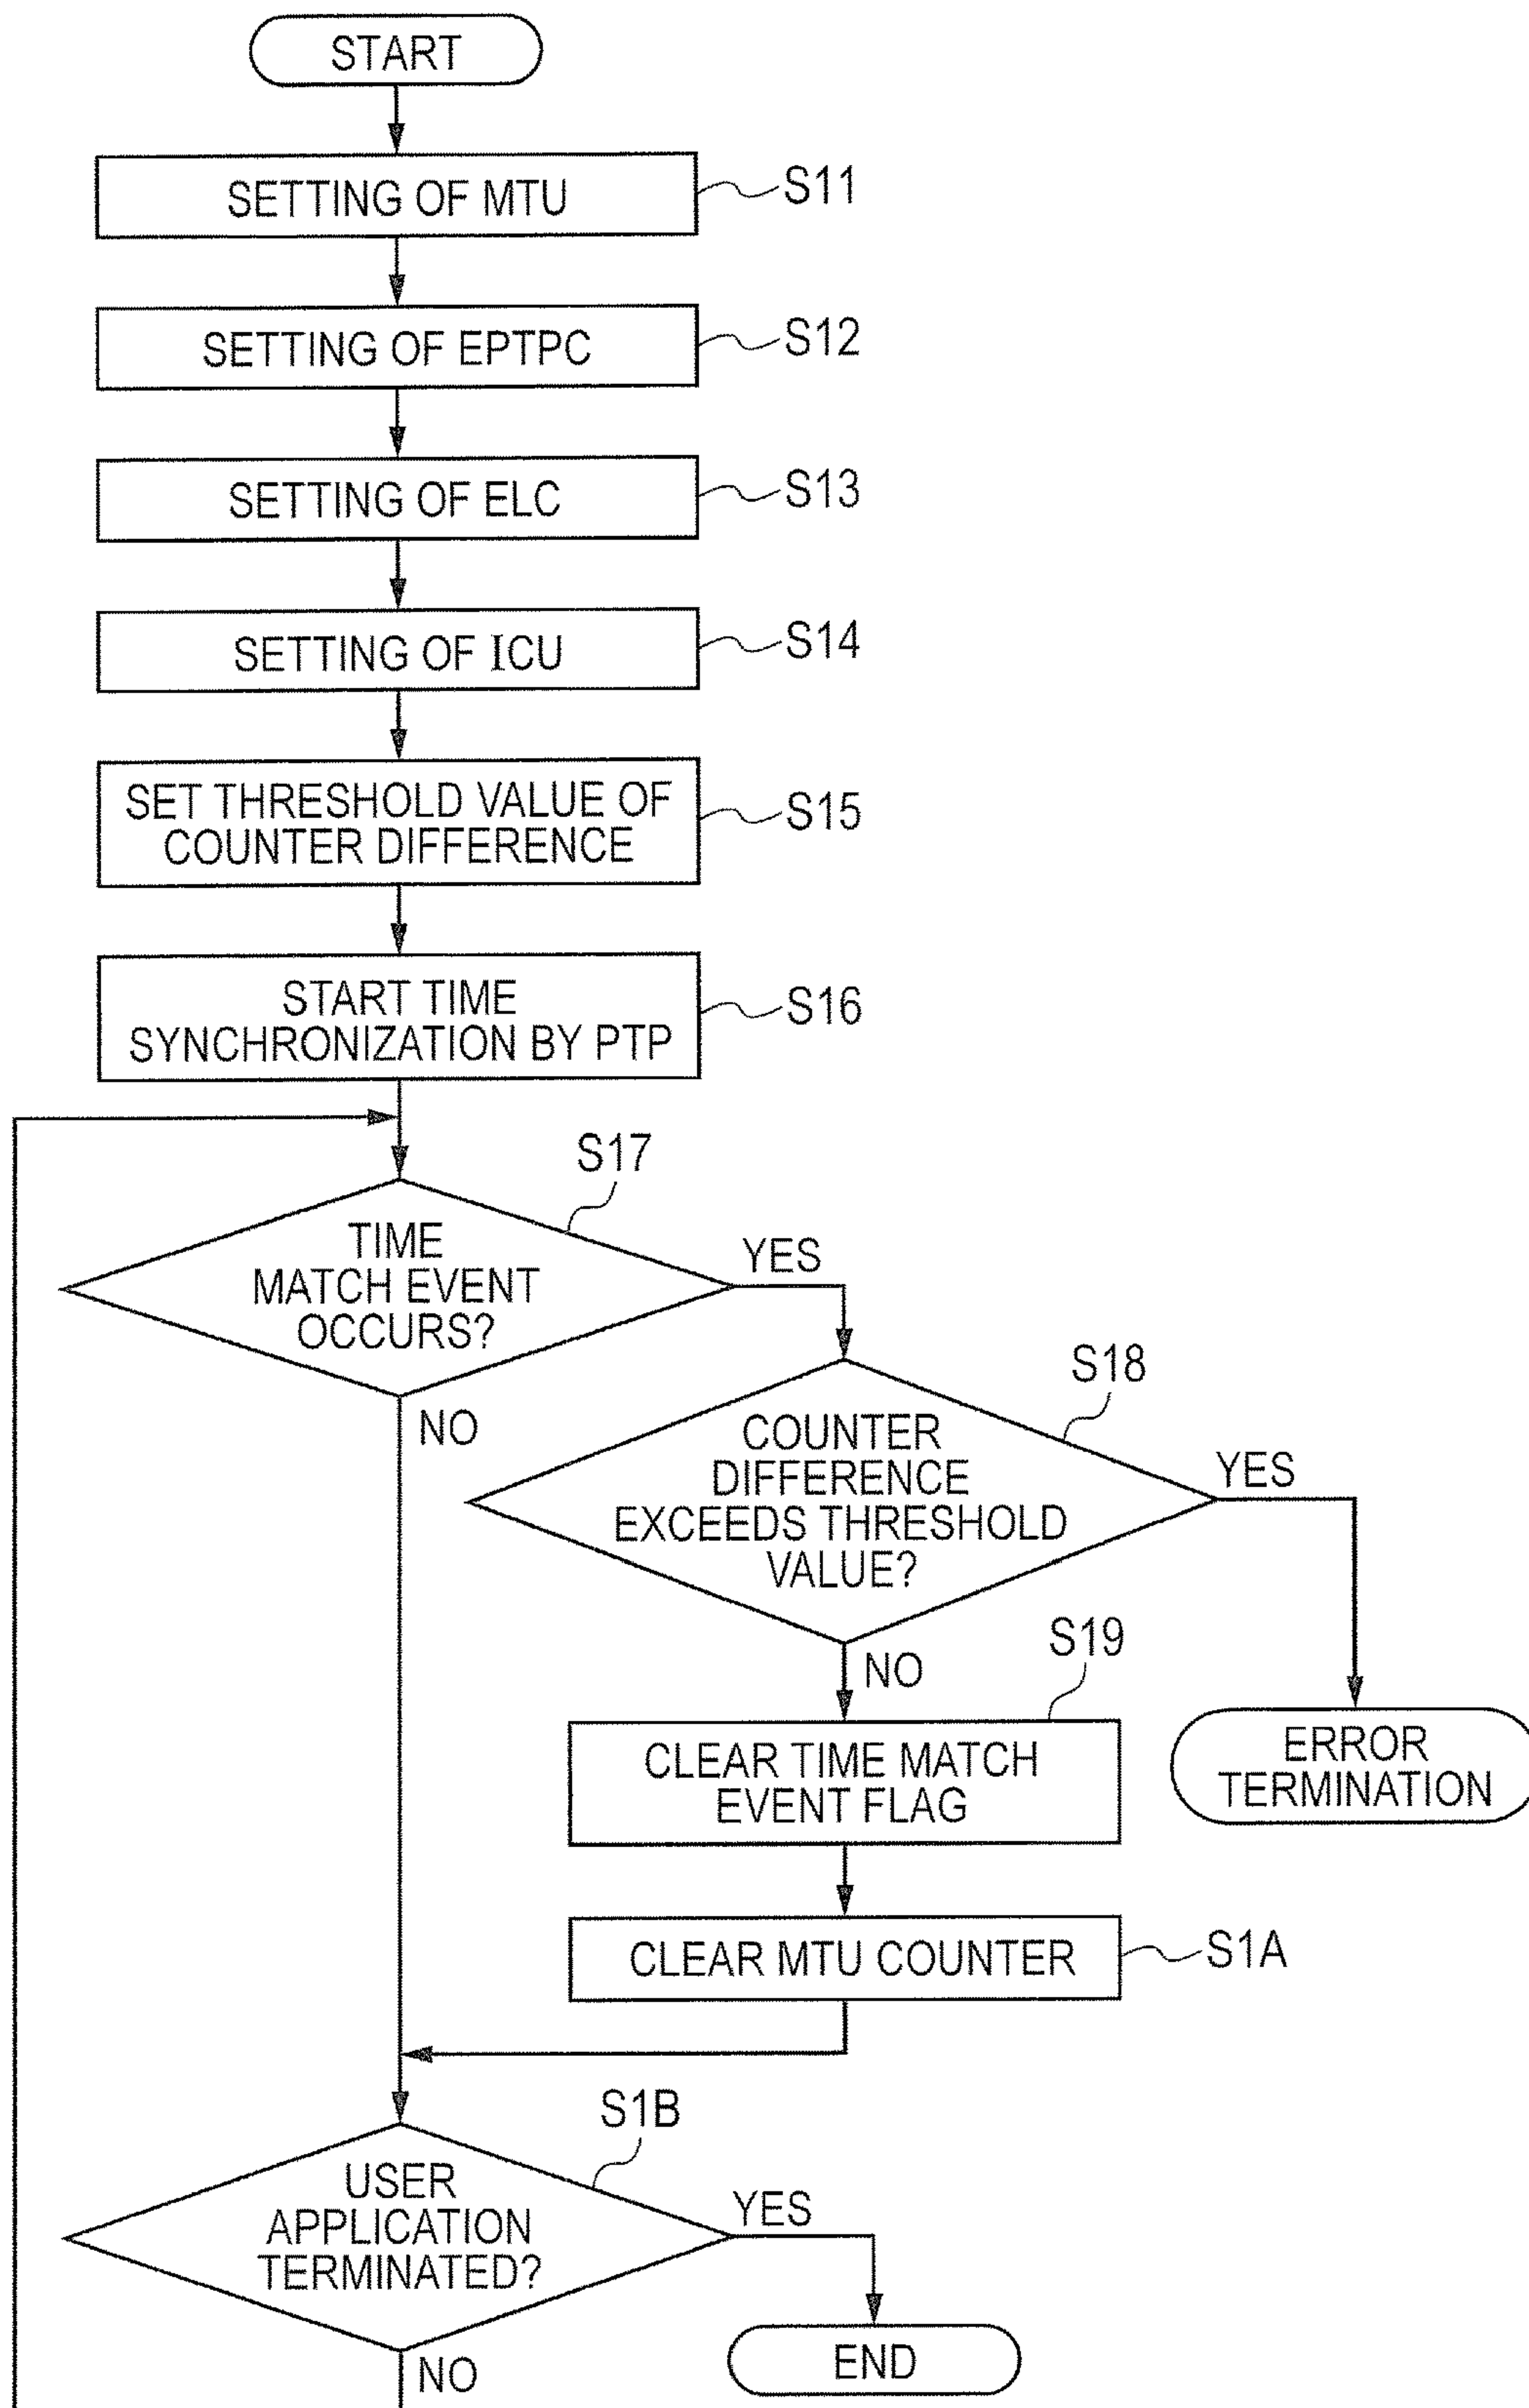 START
SETTING OF MTU
S11
SETTING OF EPTPC
S12
SETTING OF ELC
S13
SETTING OF ICU
S14
SET THRESHOLD VALUE OF
COUNTER DIFFERENCE
S15
START TIME
SYNCHRONIZATION BY PTP
S16
S17
TIME
MATCH EVENT
OCCURS?
YES
NO
S18
COUNTER
DIFFERENCE
EXCEEDS THRESHOLD
VALUE?
YES
NO
S19
CLEAR TIME MATCH
EVENT FLAG
ERROR
TERMINATION
CLEAR MTU COUNTER
S1A
S1B
USER
APPLICATION
TERMINATED?
YES
NO
END